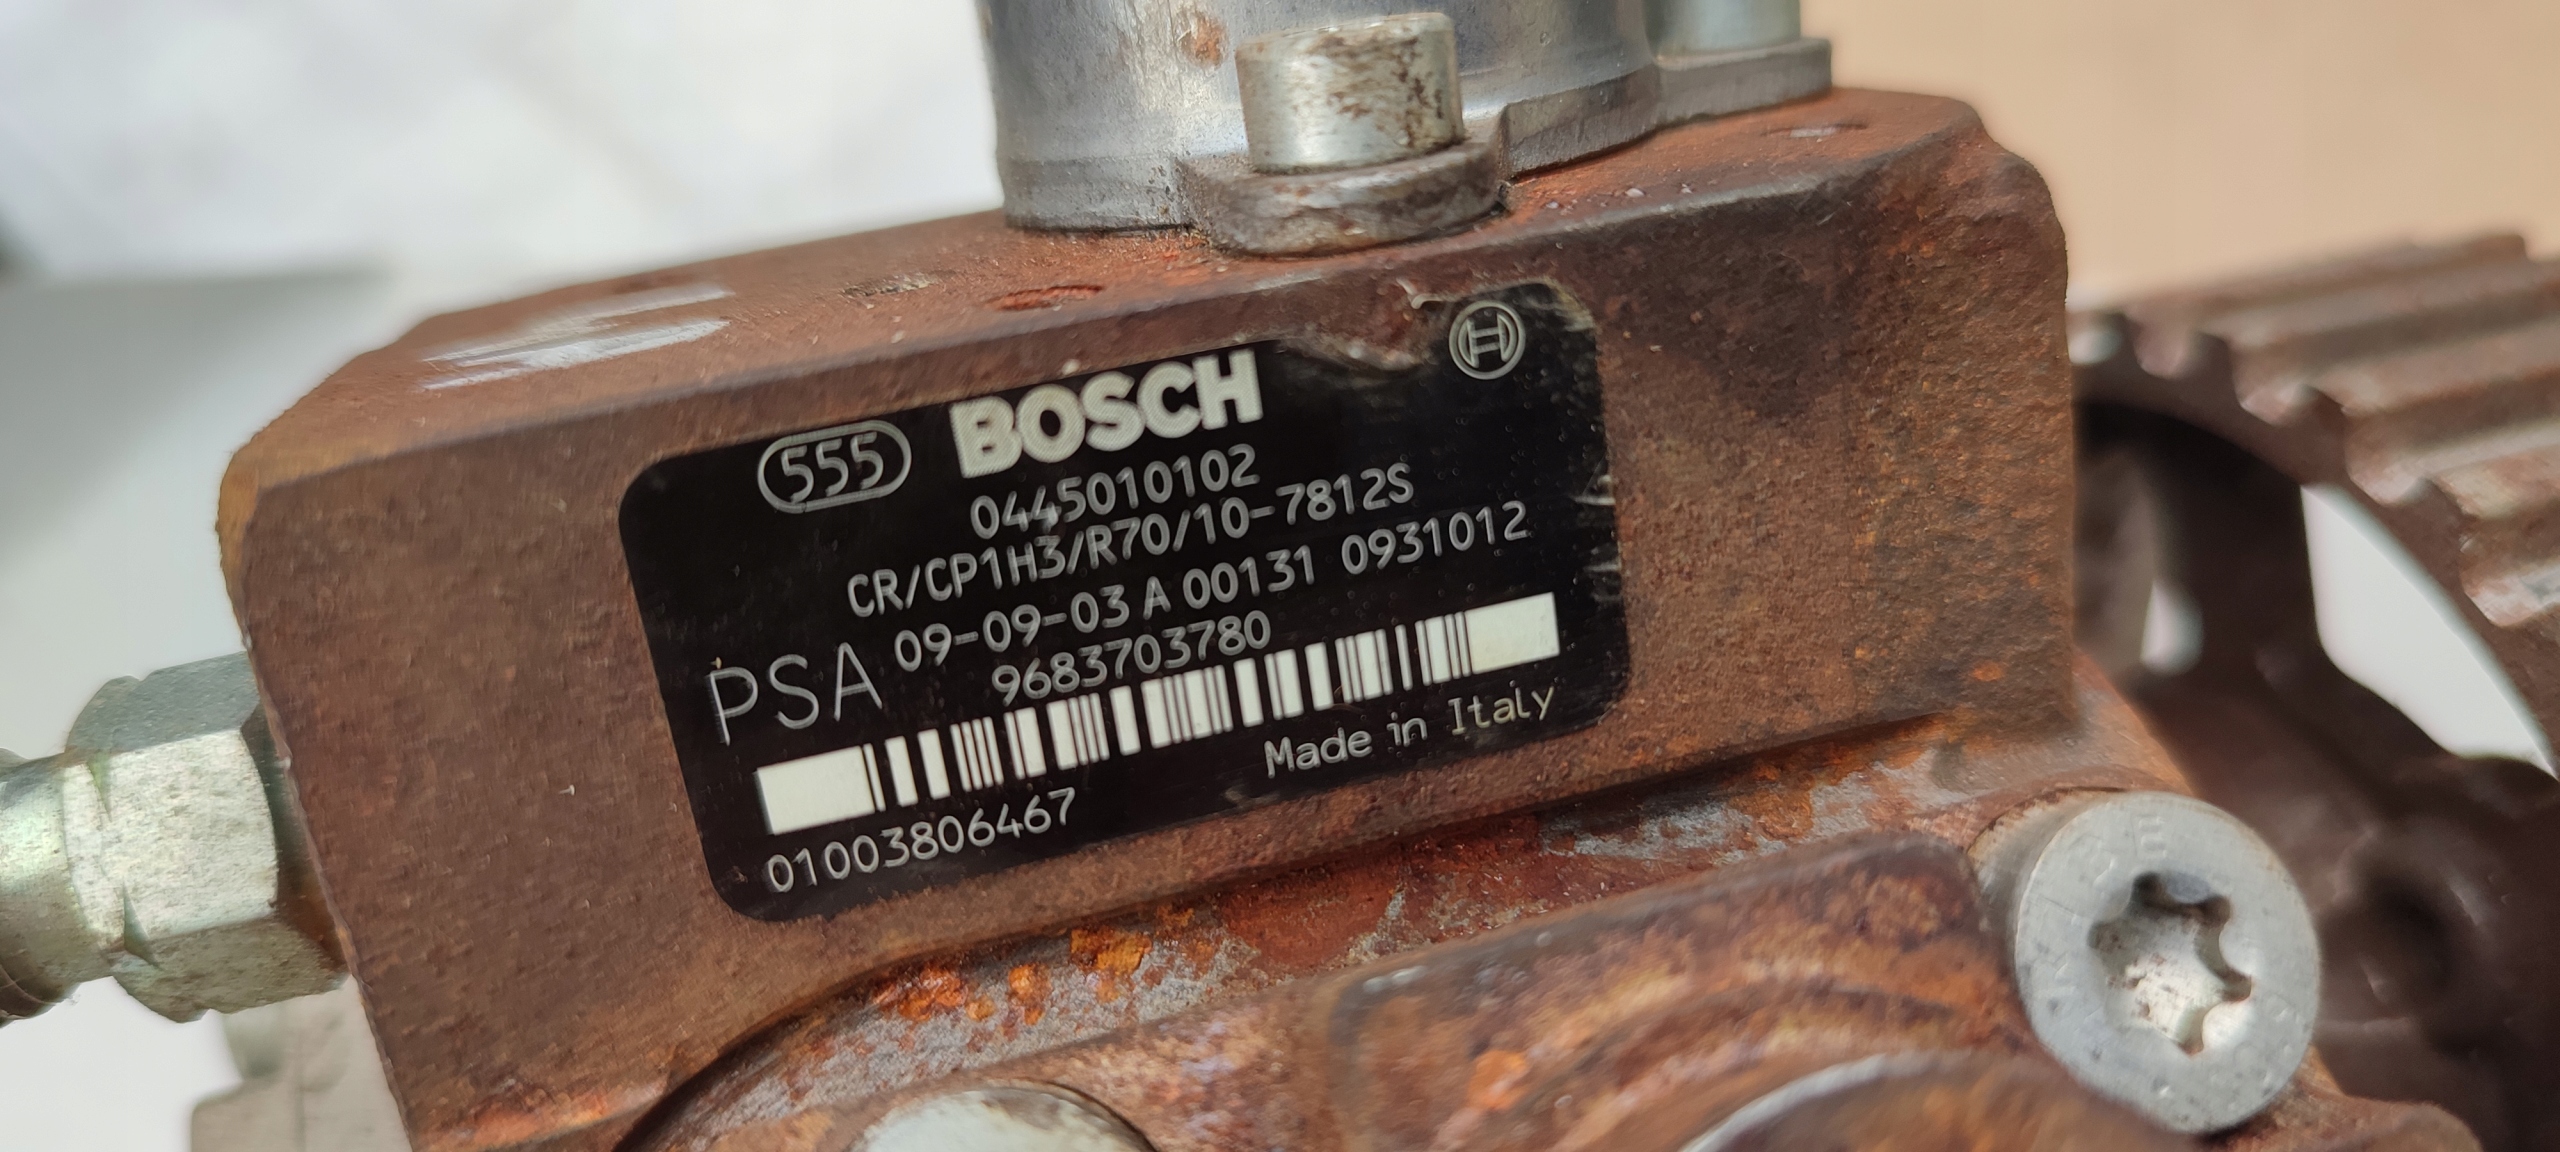 555 BOSCH
0445010102
CR/CP1H3/R70/10-7812S
09-09-03 A 00131 0931012
PSA 9683703780
Made in Italy
01003806467